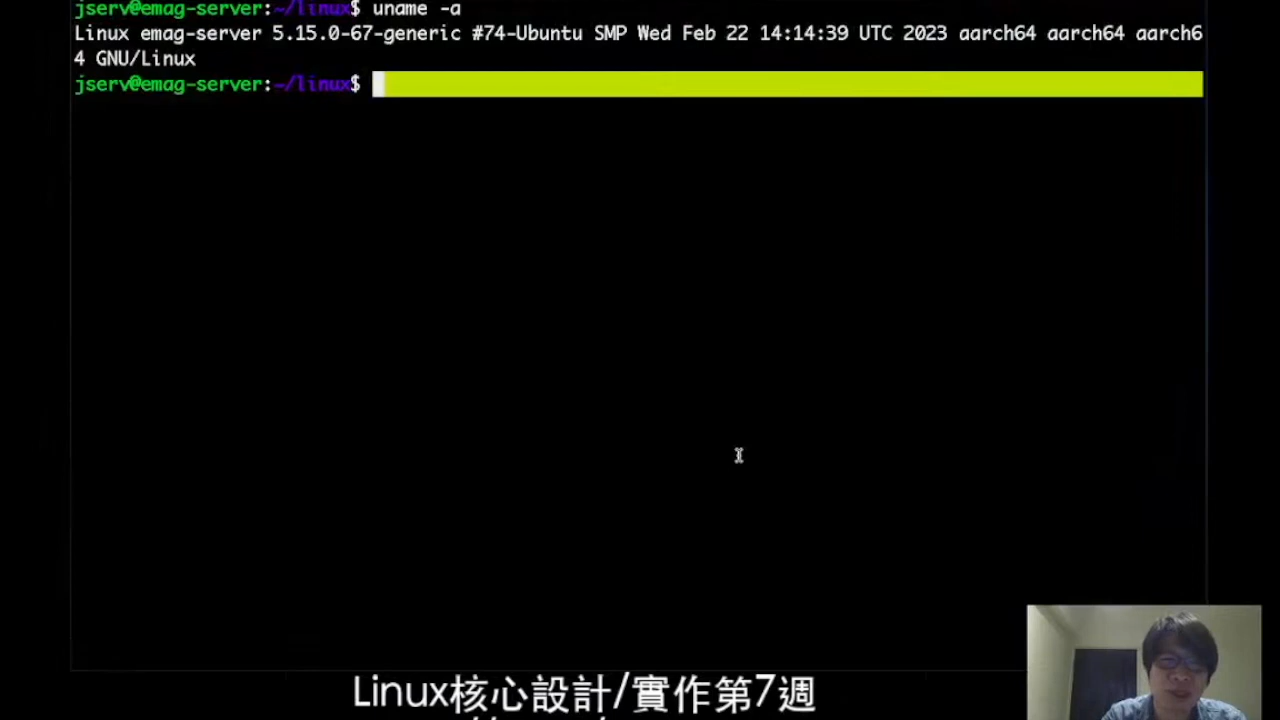 jserv@emag-server:~/linux$ uname -a
Linux emag-server 5.15.0-67-generic #74-Ubuntu SMP Wed Feb 22 14:14:39 UTC 2023 aarch64 aarch64 aarch6
4 GNU/Linux
jserv@emag-server:~/linux$
Linux核心設計/實作第7週